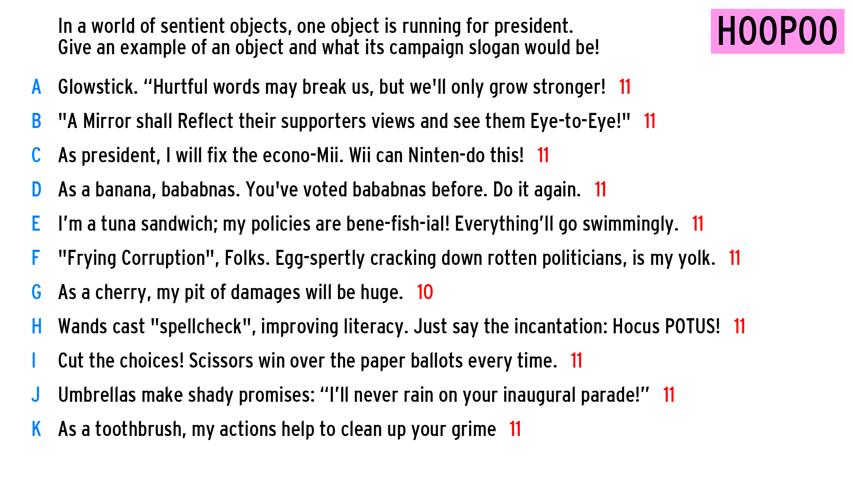 In a world of sentient objects, one object is running for president.
Give an example of an object and what its campaign slogan would be!
HOOPOO
A Glowstick. “Hurtful words may break us, but we'll only grow stronger! 11
B "A Mirror shall Reflect their supporters views and see them Eye-to-Eye!" 11
C As president, I will fix the econo-Mii. Wii can Ninten-do this! 11
D As a banana, bababnas. You've voted bababnas before. Do it again. 11
E I’m a tuna sandwich; my policies are bene-fish-ial! Everything’ll go swimmingly. 11
F "Frying Corruption", Folks. Egg-spertly cracking down rotten politicians, is my yolk. 11
G As a cherry, my pit of damages will be huge. 10
H Wands cast "spellcheck", improving literacy. Just say the incantation: Hocus POTUS! 11
I Cut the choices! Scissors win over the paper ballots every time. 11
J Umbrellas make shady promises: “I’ll never rain on your inaugural parade!” 11
K As a toothbrush, my actions help to clean up your grime 11